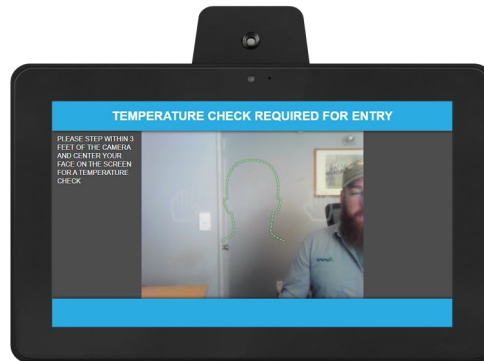 TEMPERATURE CHECK REQUIRED FOR ENTRY
PLEASE STEP WITHIN 3
FEET OF THE CAMERA
AND CENTER YOUR
FACE ON THE SCREEN
FOR A TEMPERATURE
CHECK